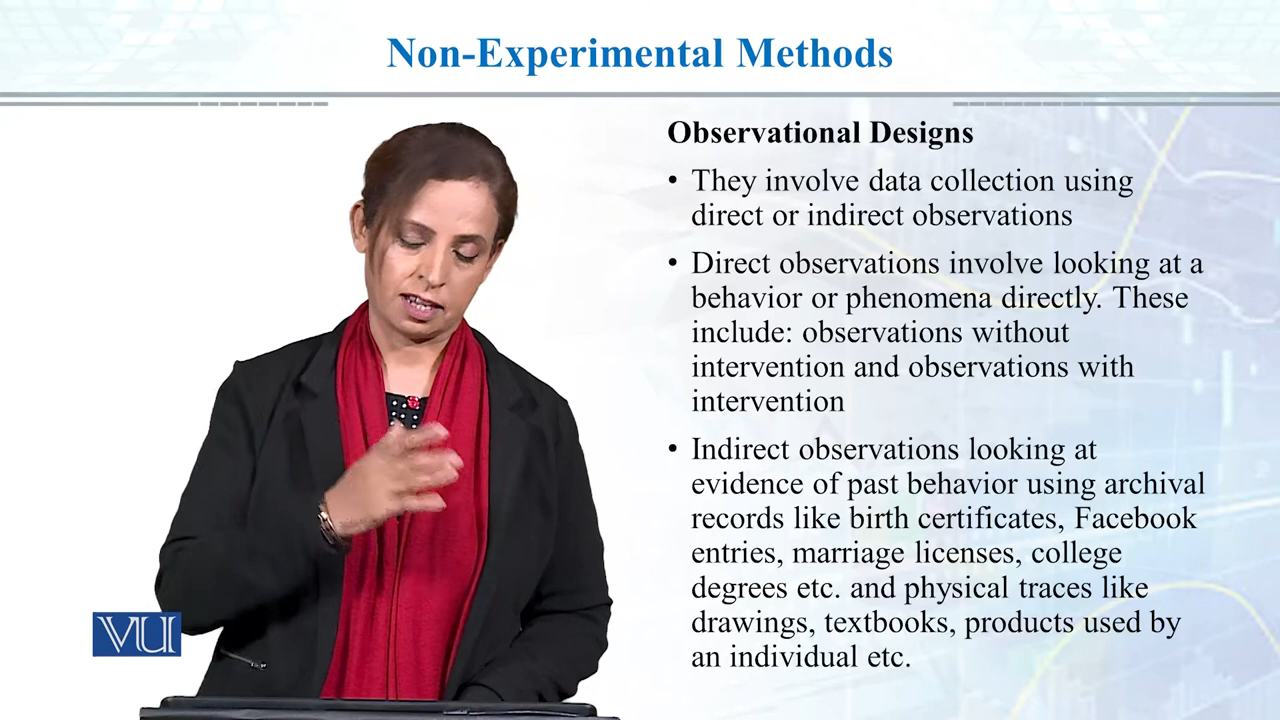 Non-Experimental Methods
Observational Designs
• They involve data collection using
direct or indirect observations
• Direct observations involve looking at a
behavior or phenomena directly. These
include: observations without
intervention and observations with
intervention
• Indirect observations looking at
evidence of past behavior using archival
records like birth certificates, Facebook
entries, marriage licenses, college
degrees etc. and physical traces like
drawings, textbooks, products used by
an individual etc.
VU